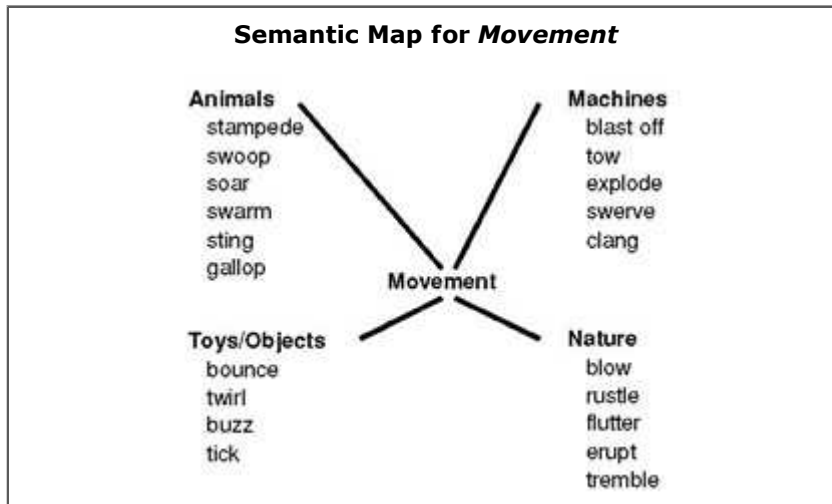 Semantic Map for Movement
Animals
stampede
swoop
soar
swarm
sting
gallop
Machines
blast off
tow
explode
swerve
clang
Movement
Toys/Objects
bounce
twirl
buzz
tick
Nature
blow
rustle
flutter
erupt
tremble